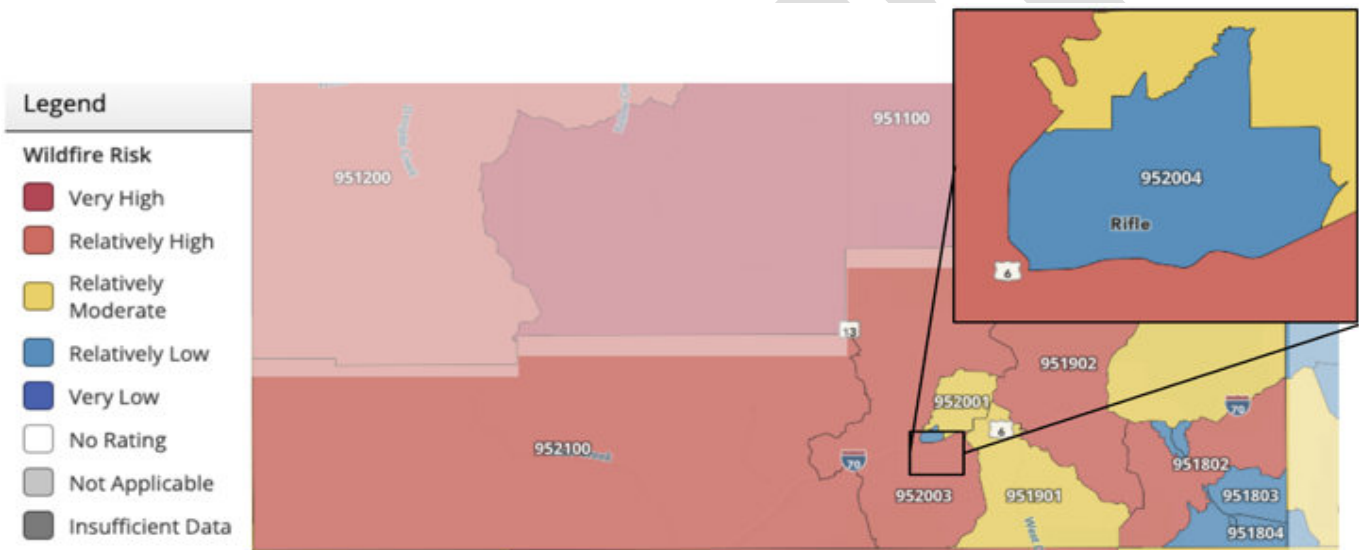 Legend
Wildfire Risk
Very High
Relatively High
Relatively
Moderate
Relatively Low
Very Low
No Rating
Not Applicable
Insufficient Data
951200
951100
952004
Rifle
6
13
951902
952001
70
6
952100
70
951802
952003
951901
951803
951804